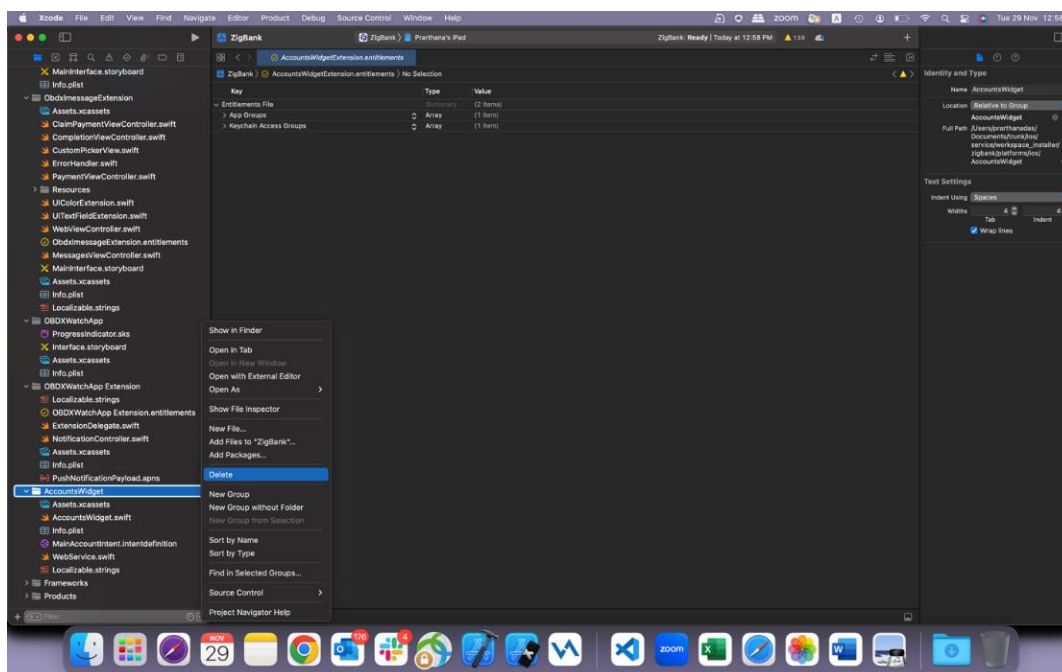 Xcode File Edit View Find Navigate Editor Product Debug Source Control Window Help zoom A Tue 29 Nov 12:58
ZigBank ZigBank Prarthana's iPad ZigBank: Ready | Today at 12:58 PM 130
AccountsWidgetExtension.entitlements
ZigBank AccountsWidgetExtension.entitlements No Selection
Key Type Value
Entitlements File Dictionary (2 items)
App Groups Array (1 item)
Keychain Access Groups Array (1 item)
MainInterface.storyboard
Info.plist
ObdxImessageExtension
Assets.xcassets
ClaimPaymentViewController.swift
CompletionViewController.swift
CustomPickerView.swift
ErrorHandler.swift
PaymentViewController.swift
Resources
UIColorExtension.swift
UITextFieldExtension.swift
WebViewController.swift
ObdxImessageExtension.entitlements
MessagesViewController.swift
MainInterface.storyboard
Assets.xcassets
Info.plist
Localizable.strings
OBDXWatchApp
ProgressIndicator.sks
Interface.storyboard
Assets.xcassets
Info.plist
OBDXWatchApp Extension
Localizable.strings
OBDXWatchApp Extension.entitlements
ExtensionDelegate.swift
NotificationController.swift
Assets.xcassets
Info.plist
PushNotificationPayload.apns
AccountsWidget
Assets.xcassets
AccountsWidget.swift
Info.plist
MainAccountIntent.intentdefinition
WebService.swift
Localizable.strings
Frameworks
Products
Filter
Show in Finder
Open in Tab
Open in New Window
Open with External Editor
Open As
Show File Inspector
New File...
Add Files to "ZigBank"...
Add Packages...
Delete
New Group
New Group without Folder
New Group from Selection
Sort by Name
Sort by Type
Find in Selected Groups...
Source Control
Project Navigator Help
Identity and Type
Name AccountsWidget
Location Relative to Group
AccountsWidget
Full Path /Users/prarthanadas/
Documents/trunk/ios/
service/workspace_installer/
zigbank/platforms/ios/
AccountsWidget
Text Settings
Indent Using Spaces
Widths 4 4
Tab Indent
Wrap lines
NOV
29
176
4
zoom